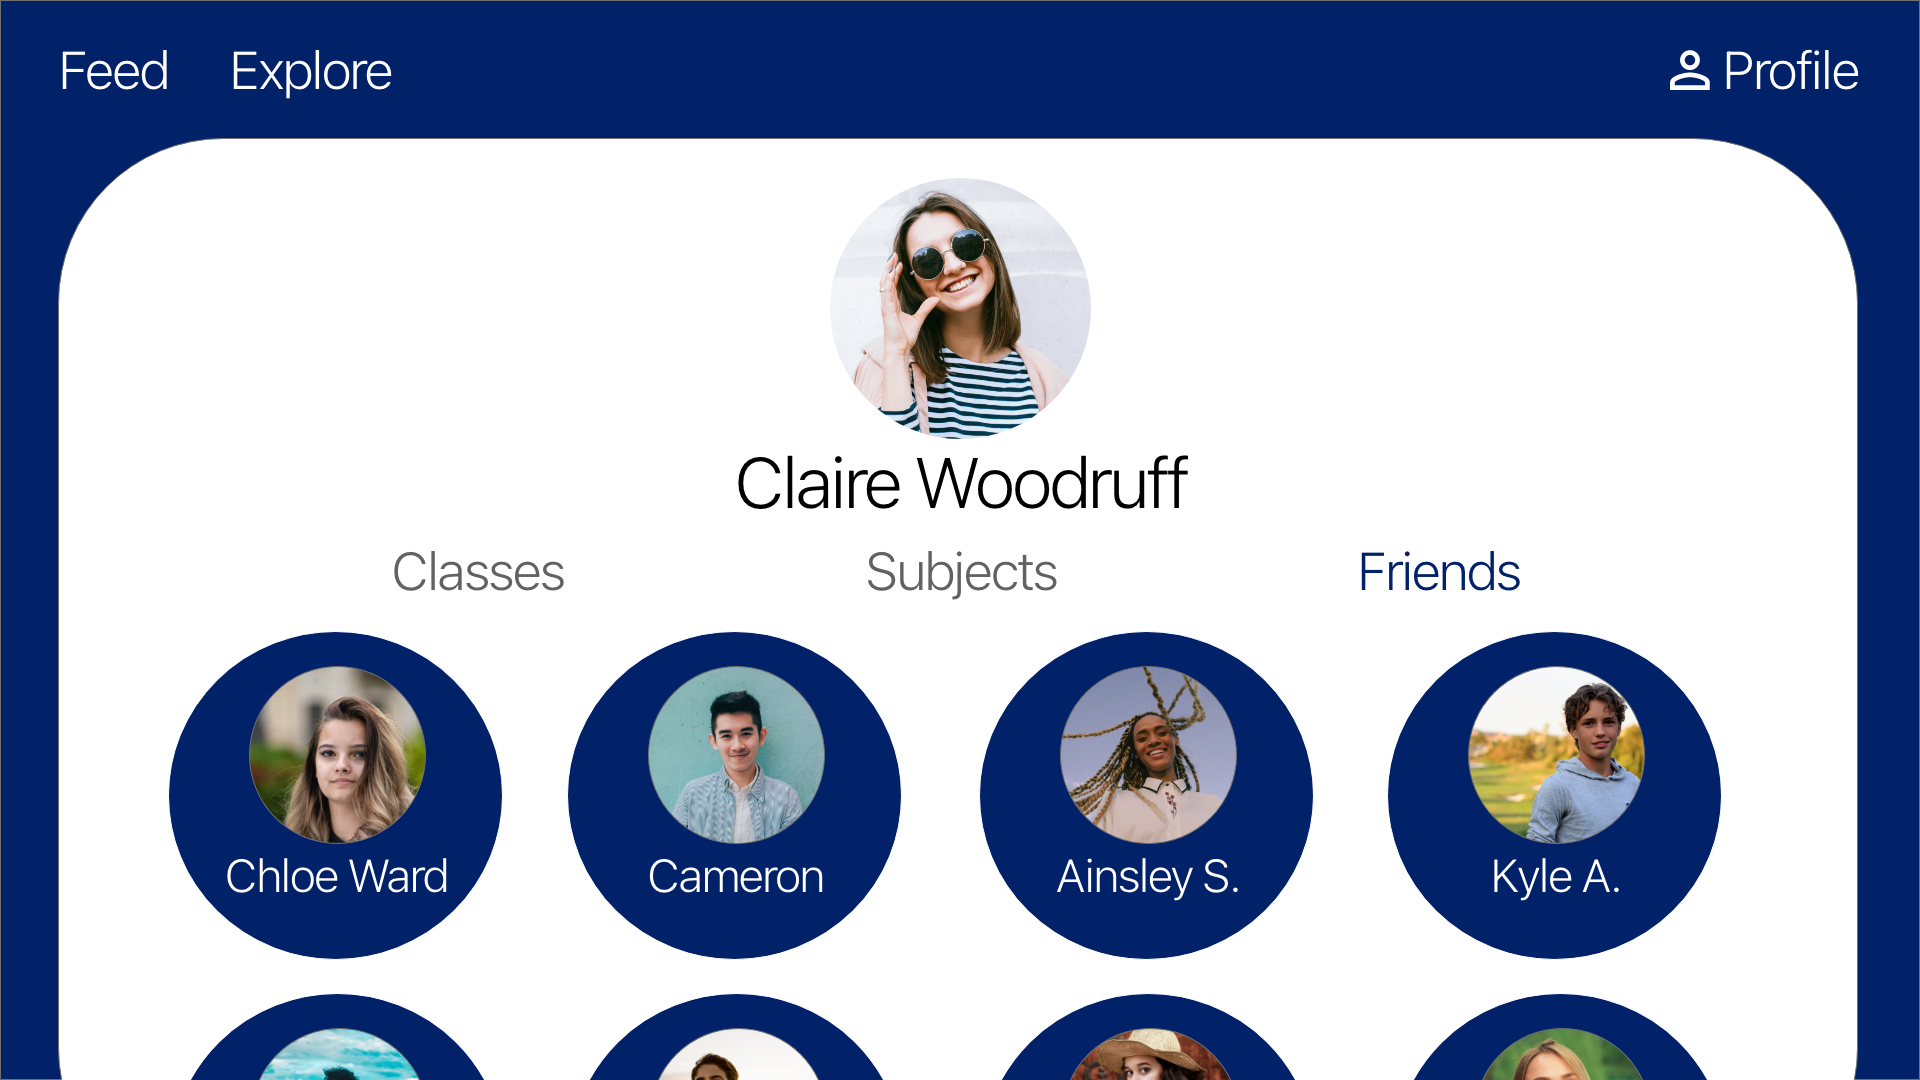 Feed Explore Profile
Claire Woodruff
Classes Subjects Friends
Chloe Ward Cameron Ainsley S. Kyle A.